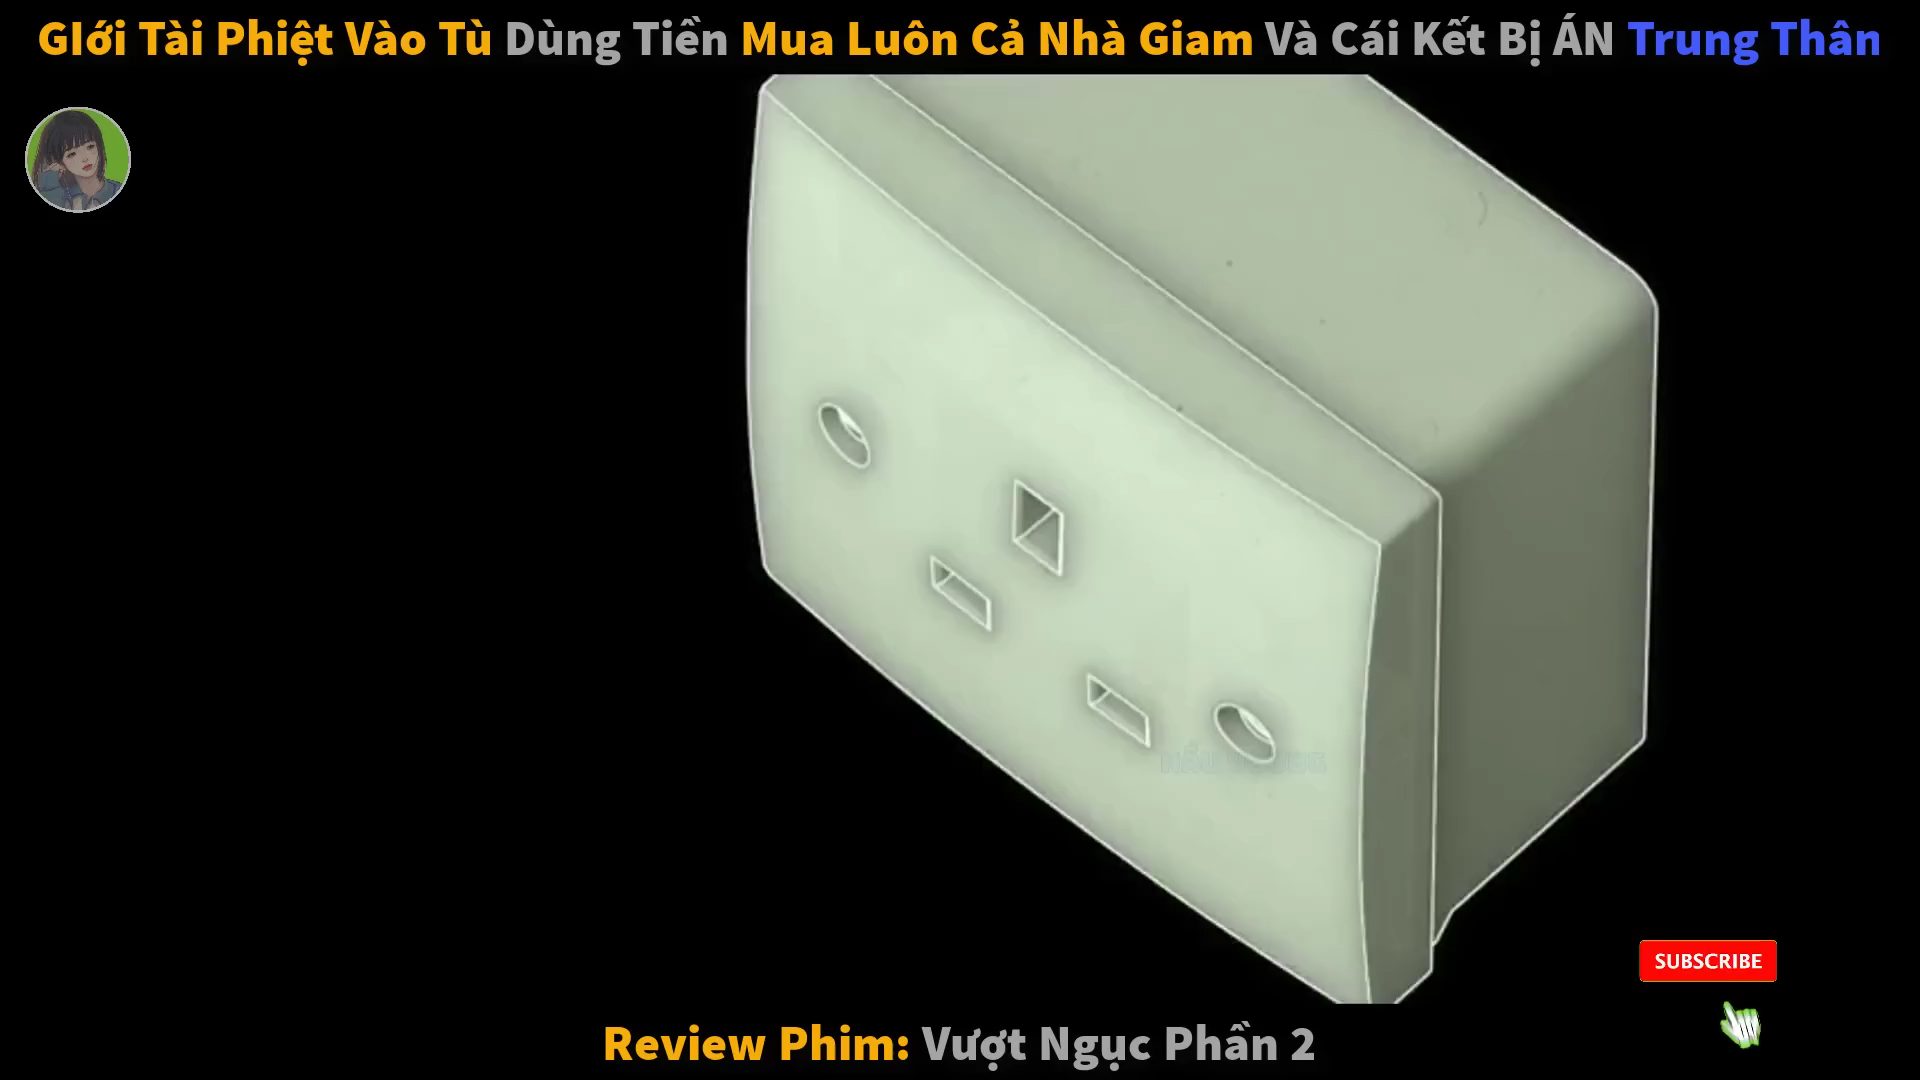 GIới Tài Phiệt Vào Tù Dùng Tiền Mua Luôn Cả Nhà Giam Và Cái Kết Bị ÁN Trung Thân
SUBSCRIBE
Review Phim: Vượt Ngục Phần 2